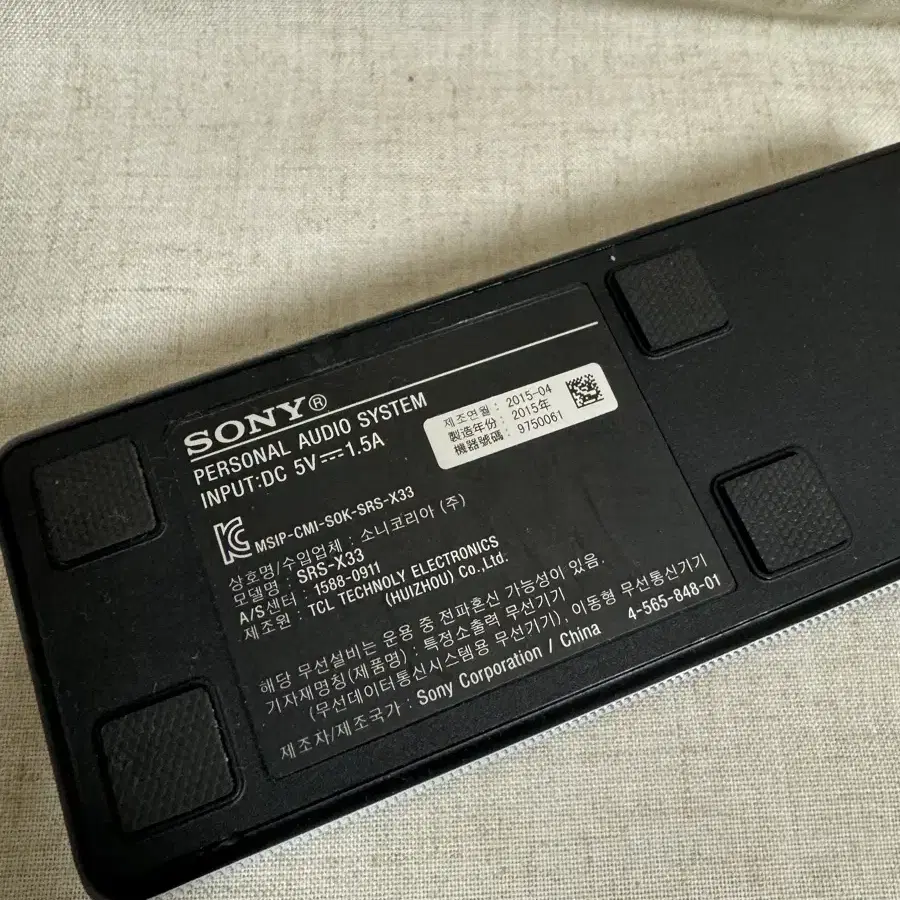 SONY®
PERSONAL AUDIO SYSTEM
INPUT:DC 5V⎓1.5A
제조연월 : 2015-04
製造年份 : 2015年
機器號碼 : 9750061
MSIP-CMI-SOK-SRS-X33
상호명/수입업체 : 소니코리아 (주)
모델명 : SRS-X33
A/S센터 : 1588-0911
제조원 : TCL TECHNOLY ELECTRONICS
(HUIZHOU) Co.,Ltd.
해당 무선설비는 운용 중 전파혼신 가능성이 있음.
기자재명칭(제품명) : 특정소출력 무선기기
(무선데이터통신시스템용 무선기기), 이동형 무선통신기기
제조자/제조국가 : Sony Corporation / China 4-565-848-01